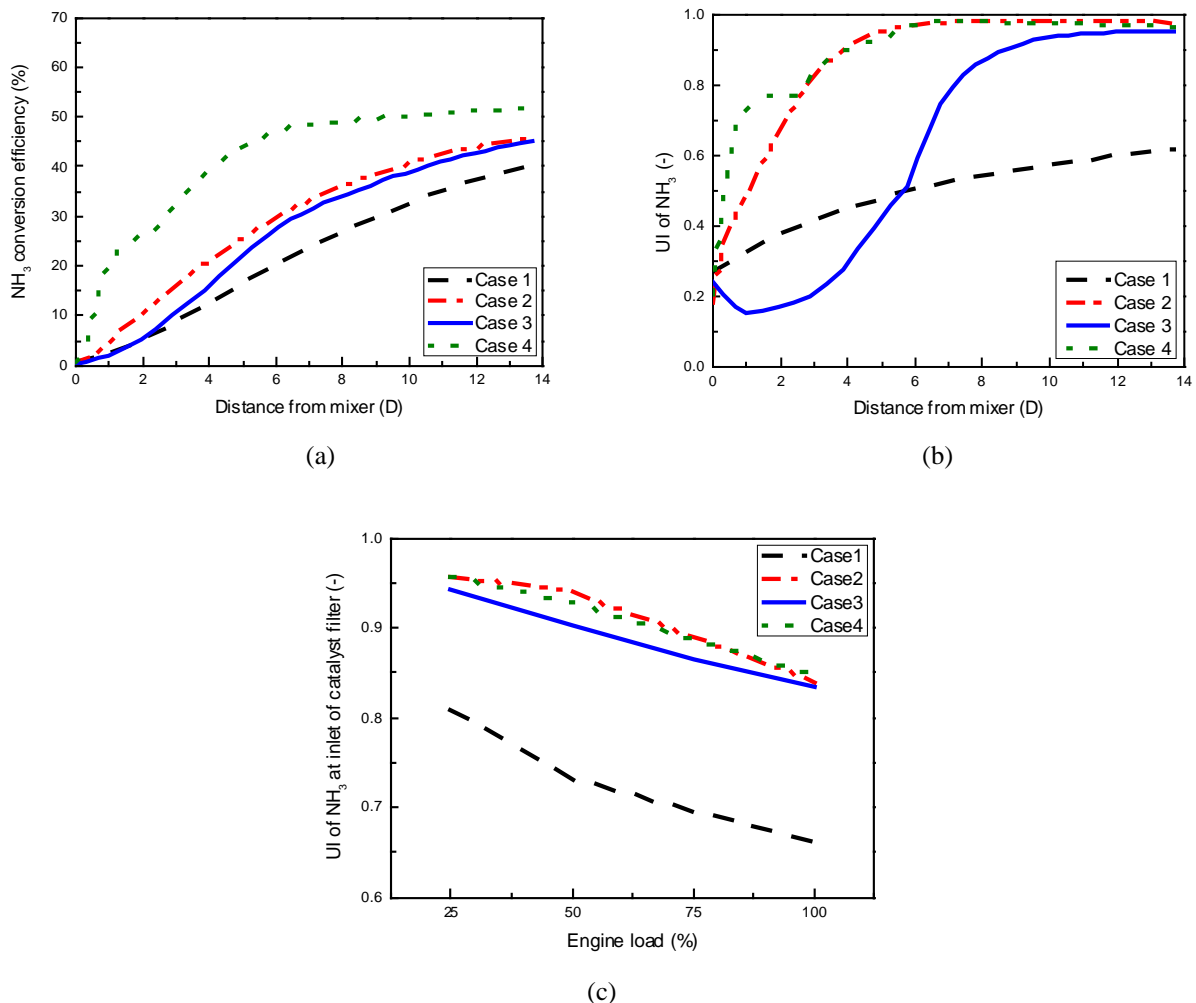 70
60
50
40
30
20
10
0
NH₃ conversion efficiency (%)
0 2 4 6 8 10 12 14
Distance from mixer (D)
Case 1
Case 2
Case 3
Case 4
(a)
1.0
0.8
0.6
0.4
0.2
0.0
UI of NH₃ (-)
0 2 4 6 8 10 12 14
Distance from mixer (D)
Case 1
Case 2
Case 3
Case 4
(b)
1.0
0.9
0.8
0.7
0.6
UI of NH₃ at inlet of catalyst filter (-)
25 50 75 100
Engine load (%)
Case1
Case2
Case3
Case4
(c)